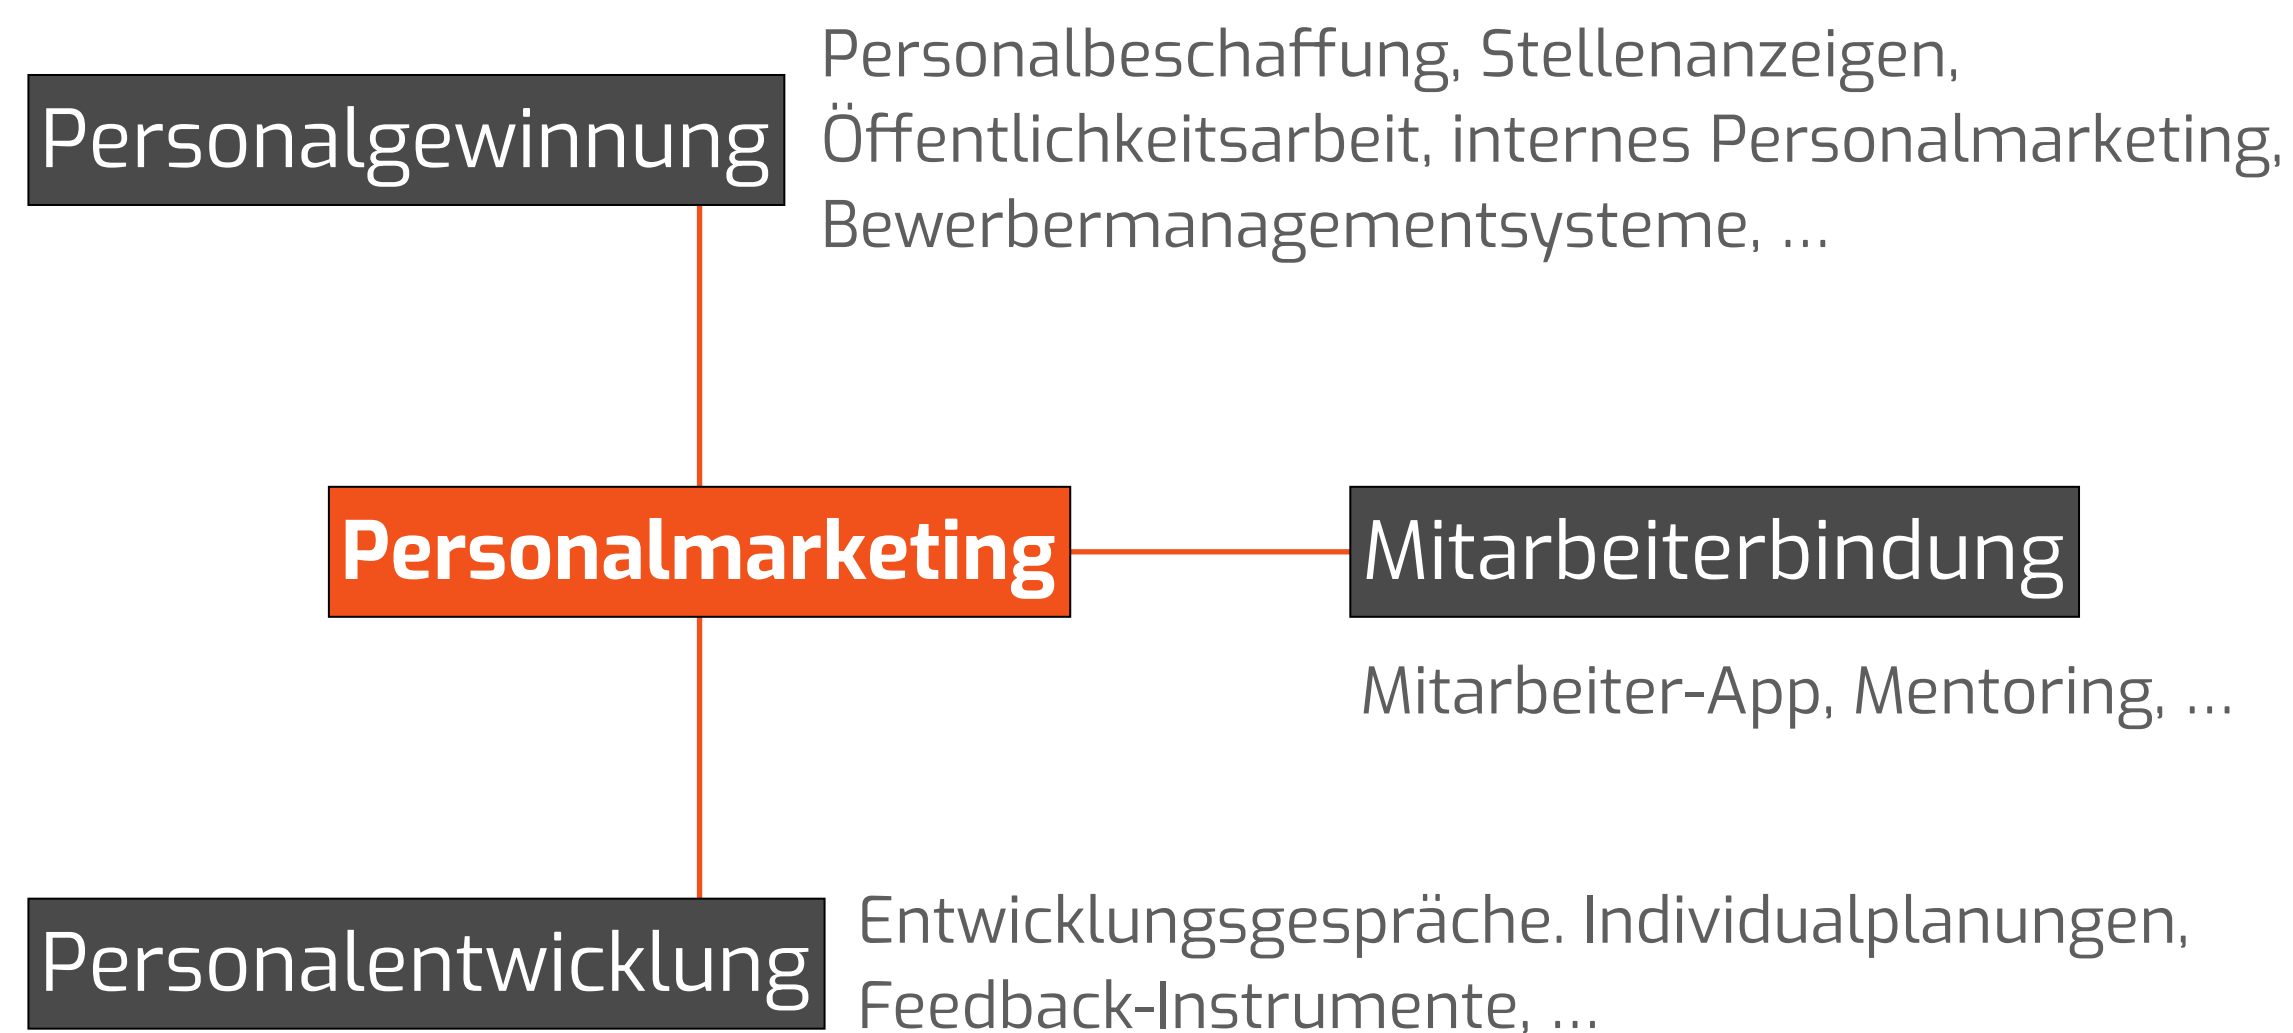 Personalgewinnung
Personalbeschaffung, Stellenanzeigen,
Öffentlichkeitsarbeit, internes Personalmarketing,
Bewerbermanagementsysteme, ...
Personalmarketing
Mitarbeiterbindung
Mitarbeiter-App, Mentoring, ...
Personalentwicklung
Entwicklungsgespräche. Individualplanungen,
Feedback-Instrumente, ...